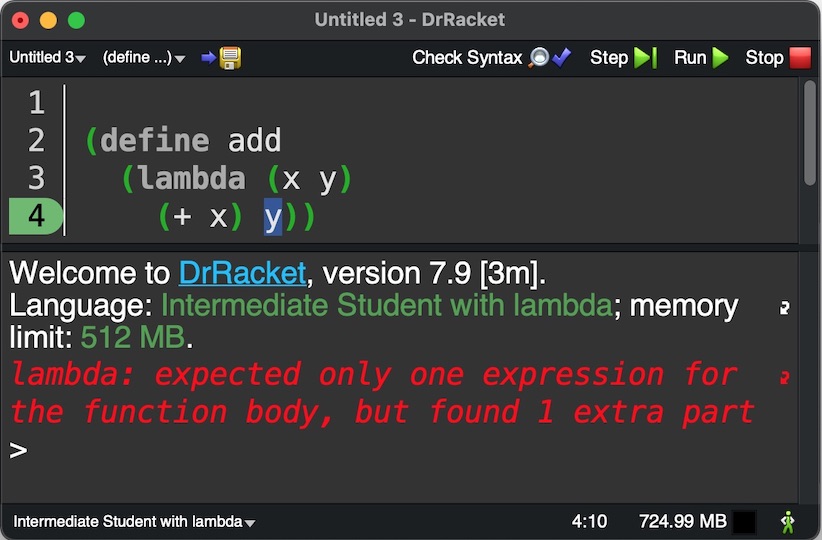 Untitled 3 - DrRacket
Untitled 3 (define ...) Check Syntax Step Run Stop
1
2 (define add
3 (lambda (x y)
4 (+ x) y))
Welcome to DrRacket, version 7.9 [3m].
Language: Intermediate Student with lambda; memory
limit: 512 MB.
lambda: expected only one expression for
the function body, but found 1 extra part
>
Intermediate Student with lambda 4:10 724.99 MB